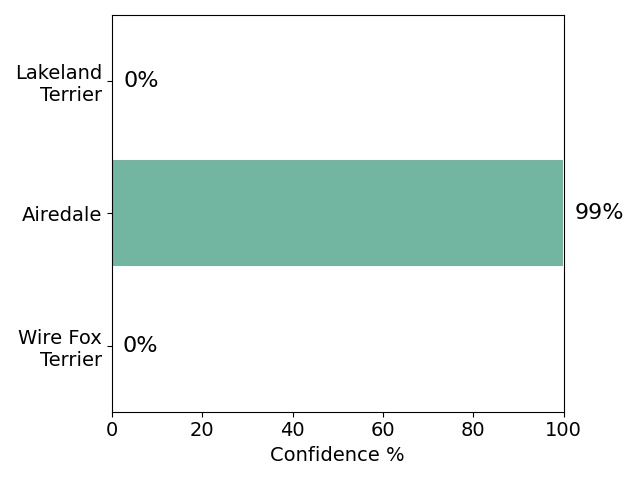 Lakeland
Terrier
0%
Airedale
99%
Wire Fox
Terrier
0%
0 20 40 60 80 100
Confidence %